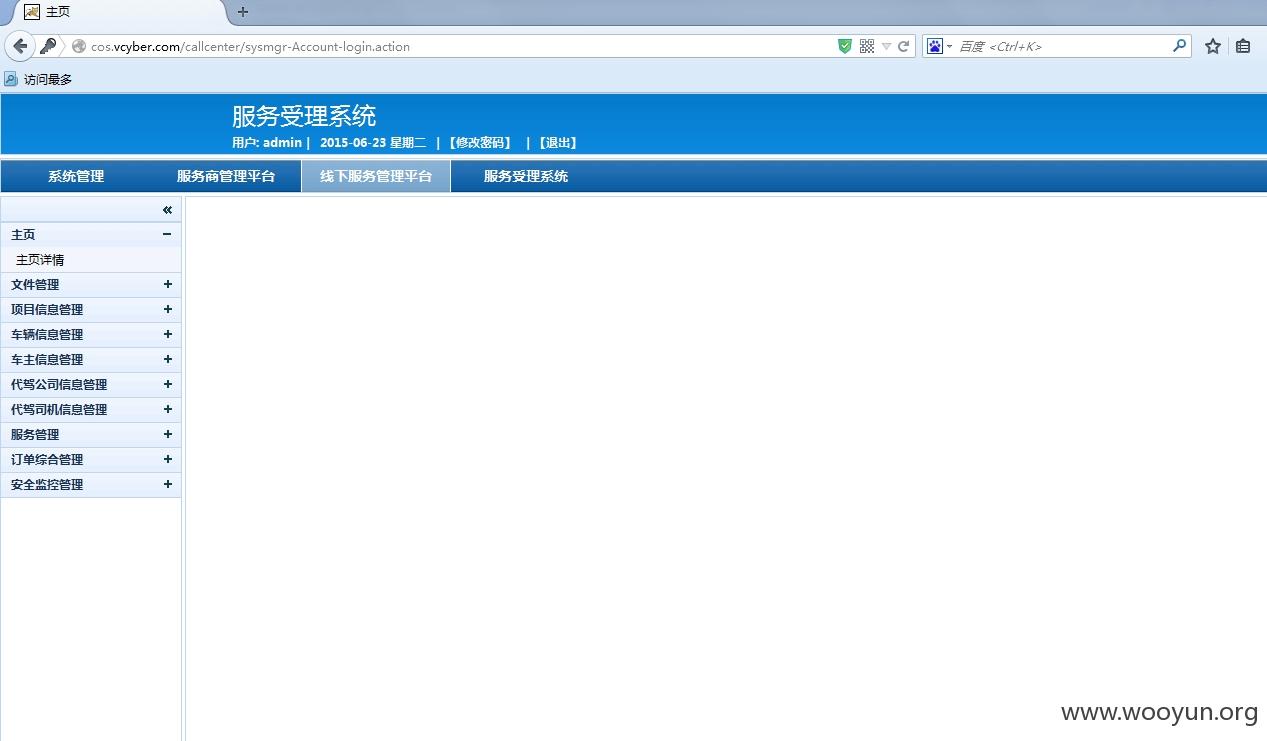 主页
cos.vcyber.com/callcenter/sysmgr-Account-login.action
百度 <Ctrl+K>
访问最多
服务受理系统
用户: admin | 2015-06-23 星期二 | 【修改密码】 | 【退出】
系统管理 服务商管理平台 线下服务管理平台 服务受理系统
«
主页 −
主页详情
文件管理 +
项目信息管理 +
车辆信息管理 +
车主信息管理 +
代驾公司信息管理 +
代驾司机信息管理 +
服务管理 +
订单综合管理 +
安全监控管理 +
www.wooyun.org